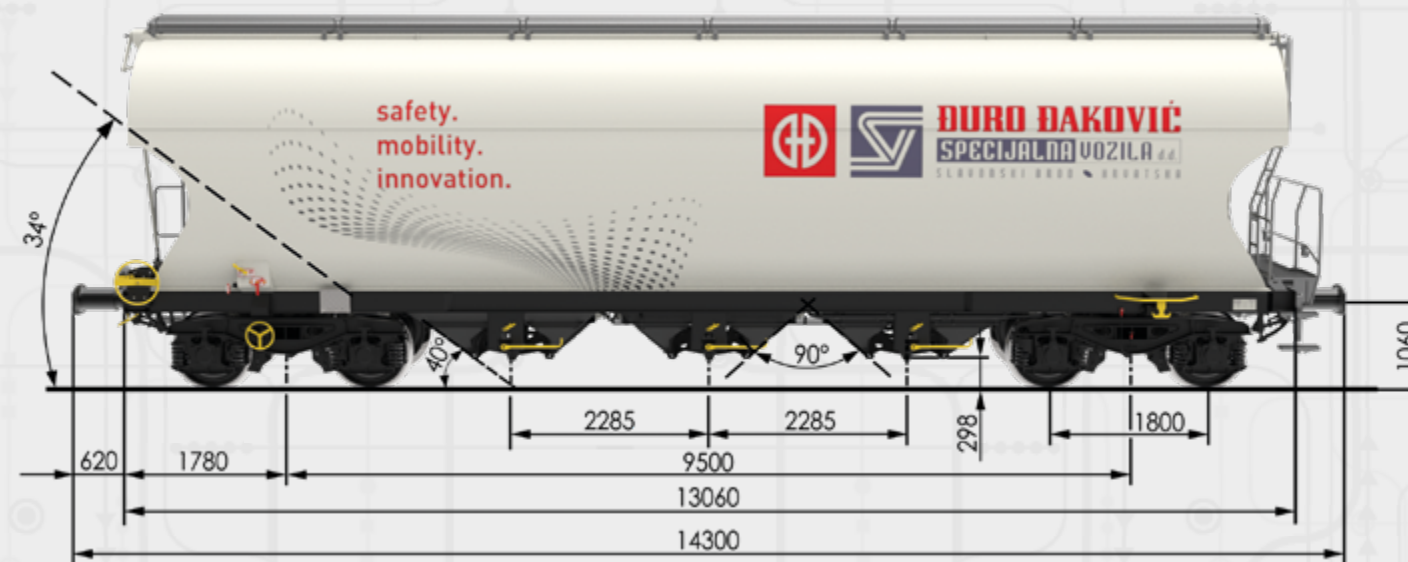 safety.
mobility.
innovation.
ĐURO ĐAKOVIĆ
SPECIJALNA VOZILA d.d.
SLAVONSKI BROD • HRVATSKA
34°
40°
90°
1060
2285
2285
298
1800
620
1780
9500
13060
14300